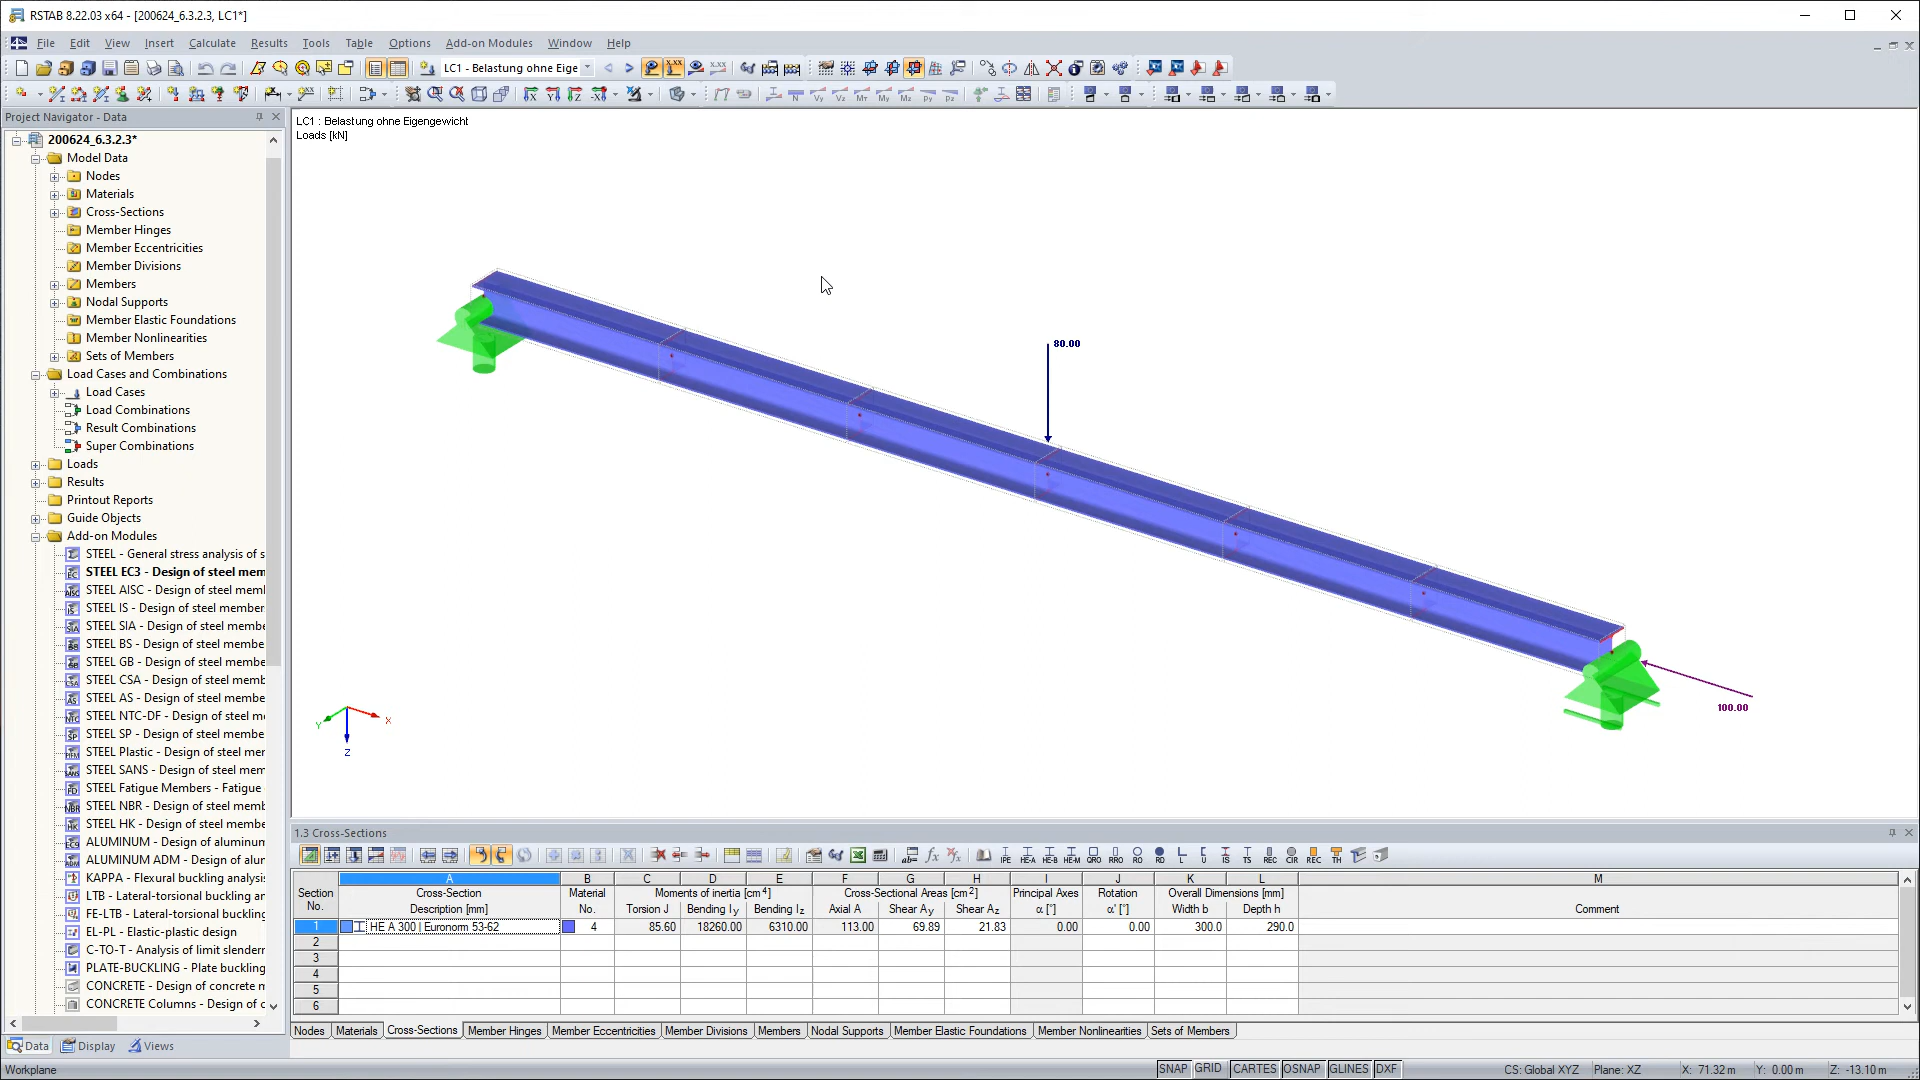 RSTAB 8.22.03 x64 - [200624_6.3.2.3, LC1*]
File Edit View Insert Calculate Results Tools Table Options Add-on Modules Window Help
LC1 - Belastung ohne Eige
Project Navigator - Data
200624_6.3.2.3*
Model Data
Nodes
Materials
Cross-Sections
Member Hinges
Member Eccentricities
Member Divisions
Members
Nodal Supports
Member Elastic Foundations
Member Nonlinearities
Sets of Members
Load Cases and Combinations
Load Cases
Load Combinations
Result Combinations
Super Combinations
Loads
Results
Printout Reports
Guide Objects
Add-on Modules
STEEL - General stress analysis of s
STEEL EC3 - Design of steel mem
STEEL AISC - Design of steel memb
STEEL IS - Design of steel member
STEEL SIA - Design of steel membe
STEEL BS - Design of steel membe
STEEL GB - Design of steel membe
STEEL CSA - Design of steel memb
STEEL AS - Design of steel membe
STEEL NTC-DF - Design of steel m
STEEL SP - Design of steel membe
STEEL Plastic - Design of steel mer
STEEL SANS - Design of steel mem
STEEL Fatigue Members - Fatigue
STEEL NBR - Design of steel memb
STEEL HK - Design of steel membe
ALUMINUM - Design of aluminum
ALUMINUM ADM - Design of alur
KAPPA - Flexural buckling analysis
LTB - Lateral-torsional buckling ar
FE-LTB - Lateral-torsional buckling
EL-PL - Elastic-plastic design
C-TO-T - Analysis of limit slendern
PLATE-BUCKLING - Plate buckling
CONCRETE - Design of concrete m
CONCRETE Columns - Design of c
Data Display Views
LC1 : Belastung ohne Eigengewicht
Loads [kN]
80.00
100.00
X
Y
Z
1.3 Cross-Sections
IPE HE-A HE-B HE-M QRO RRO RO RD L U IS TS REC CIR REC TH
A B C D E F G H I J K L M
Section Cross-Section Material Moments of inertia [cm4] Cross-Sectional Areas [cm2] Principal Axes Rotation Overall Dimensions [mm]
No. Description [mm] No. Torsion J Bending Iy Bending Iz Axial A Shear Ay Shear Az α [°] α' [°] Width b Depth h Comment
1 HE A 300 | Euronorm 53-62 4 85.60 18260.00 6310.00 113.00 69.89 21.83 0.00 0.00 300.0 290.0
2
3
4
5
6
Nodes Materials Cross-Sections Member Hinges Member Eccentricities Member Divisions Members Nodal Supports Member Elastic Foundations Member Nonlinearities Sets of Members
Workplane SNAP GRID CARTES OSNAP GLINES DXF CS: Global XYZ Plane: XZ X: 71.32 m Y: 0.00 m Z: -13.10 m